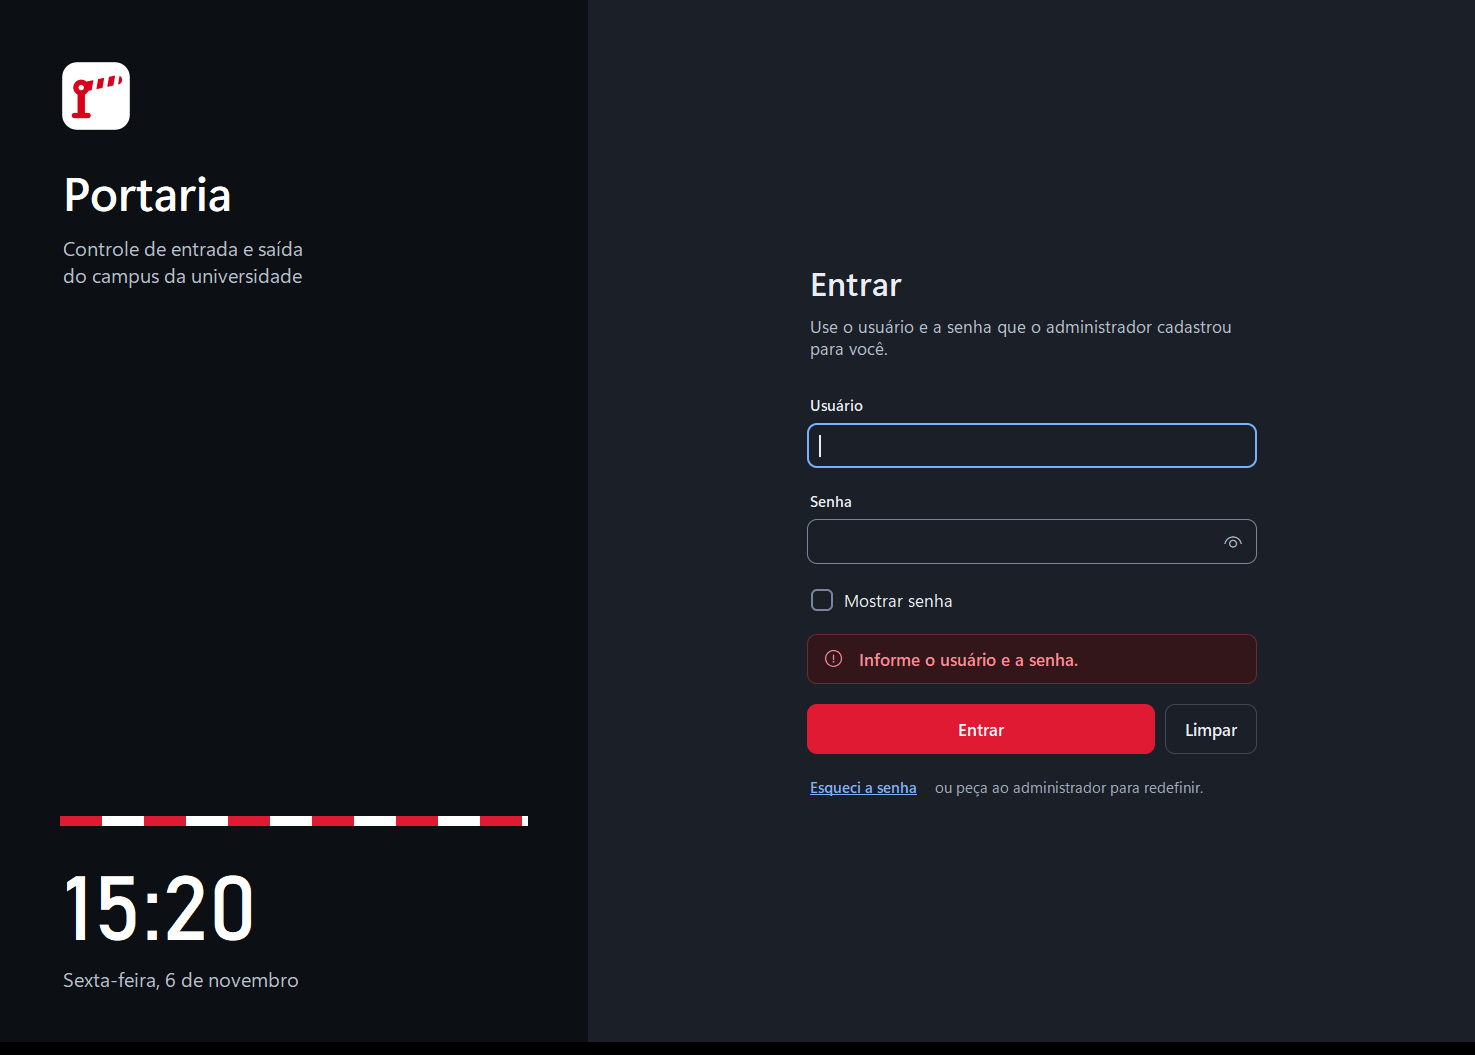 Portaria
Controle de entrada e saída
do campus da universidade
15:20
Sexta-feira, 6 de novembro
Entrar
Use o usuário e a senha que o administrador cadastrou
para você.
Usuário
Senha
Mostrar senha
Informe o usuário e a senha.
Entrar
Limpar
Esqueci a senha ou peça ao administrador para redefinir.